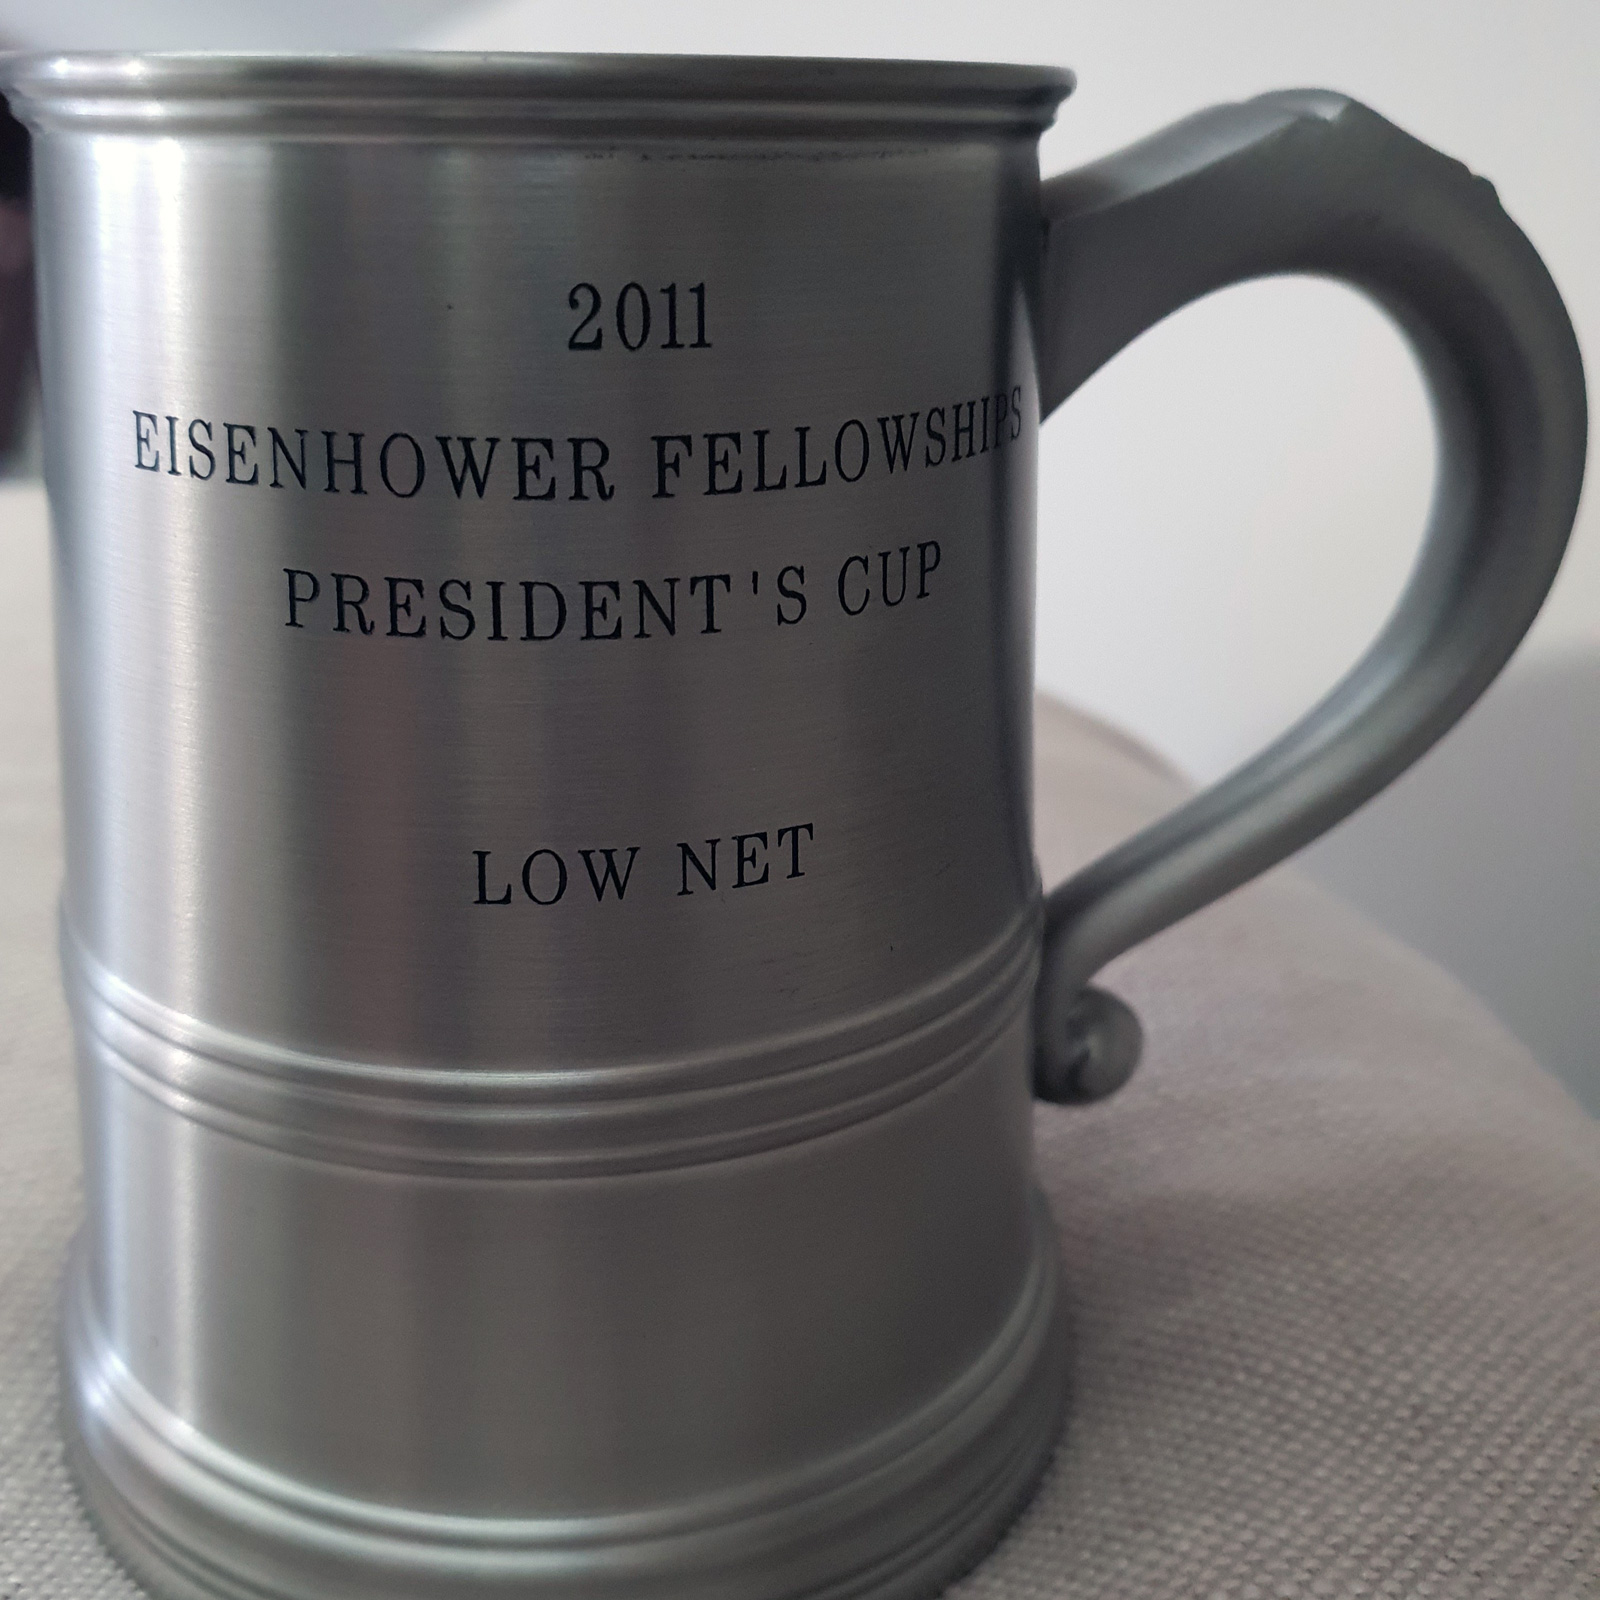 2011
EISENHOWER FELLOWSHIPS
PRESIDENT'S CUP
LOW NET